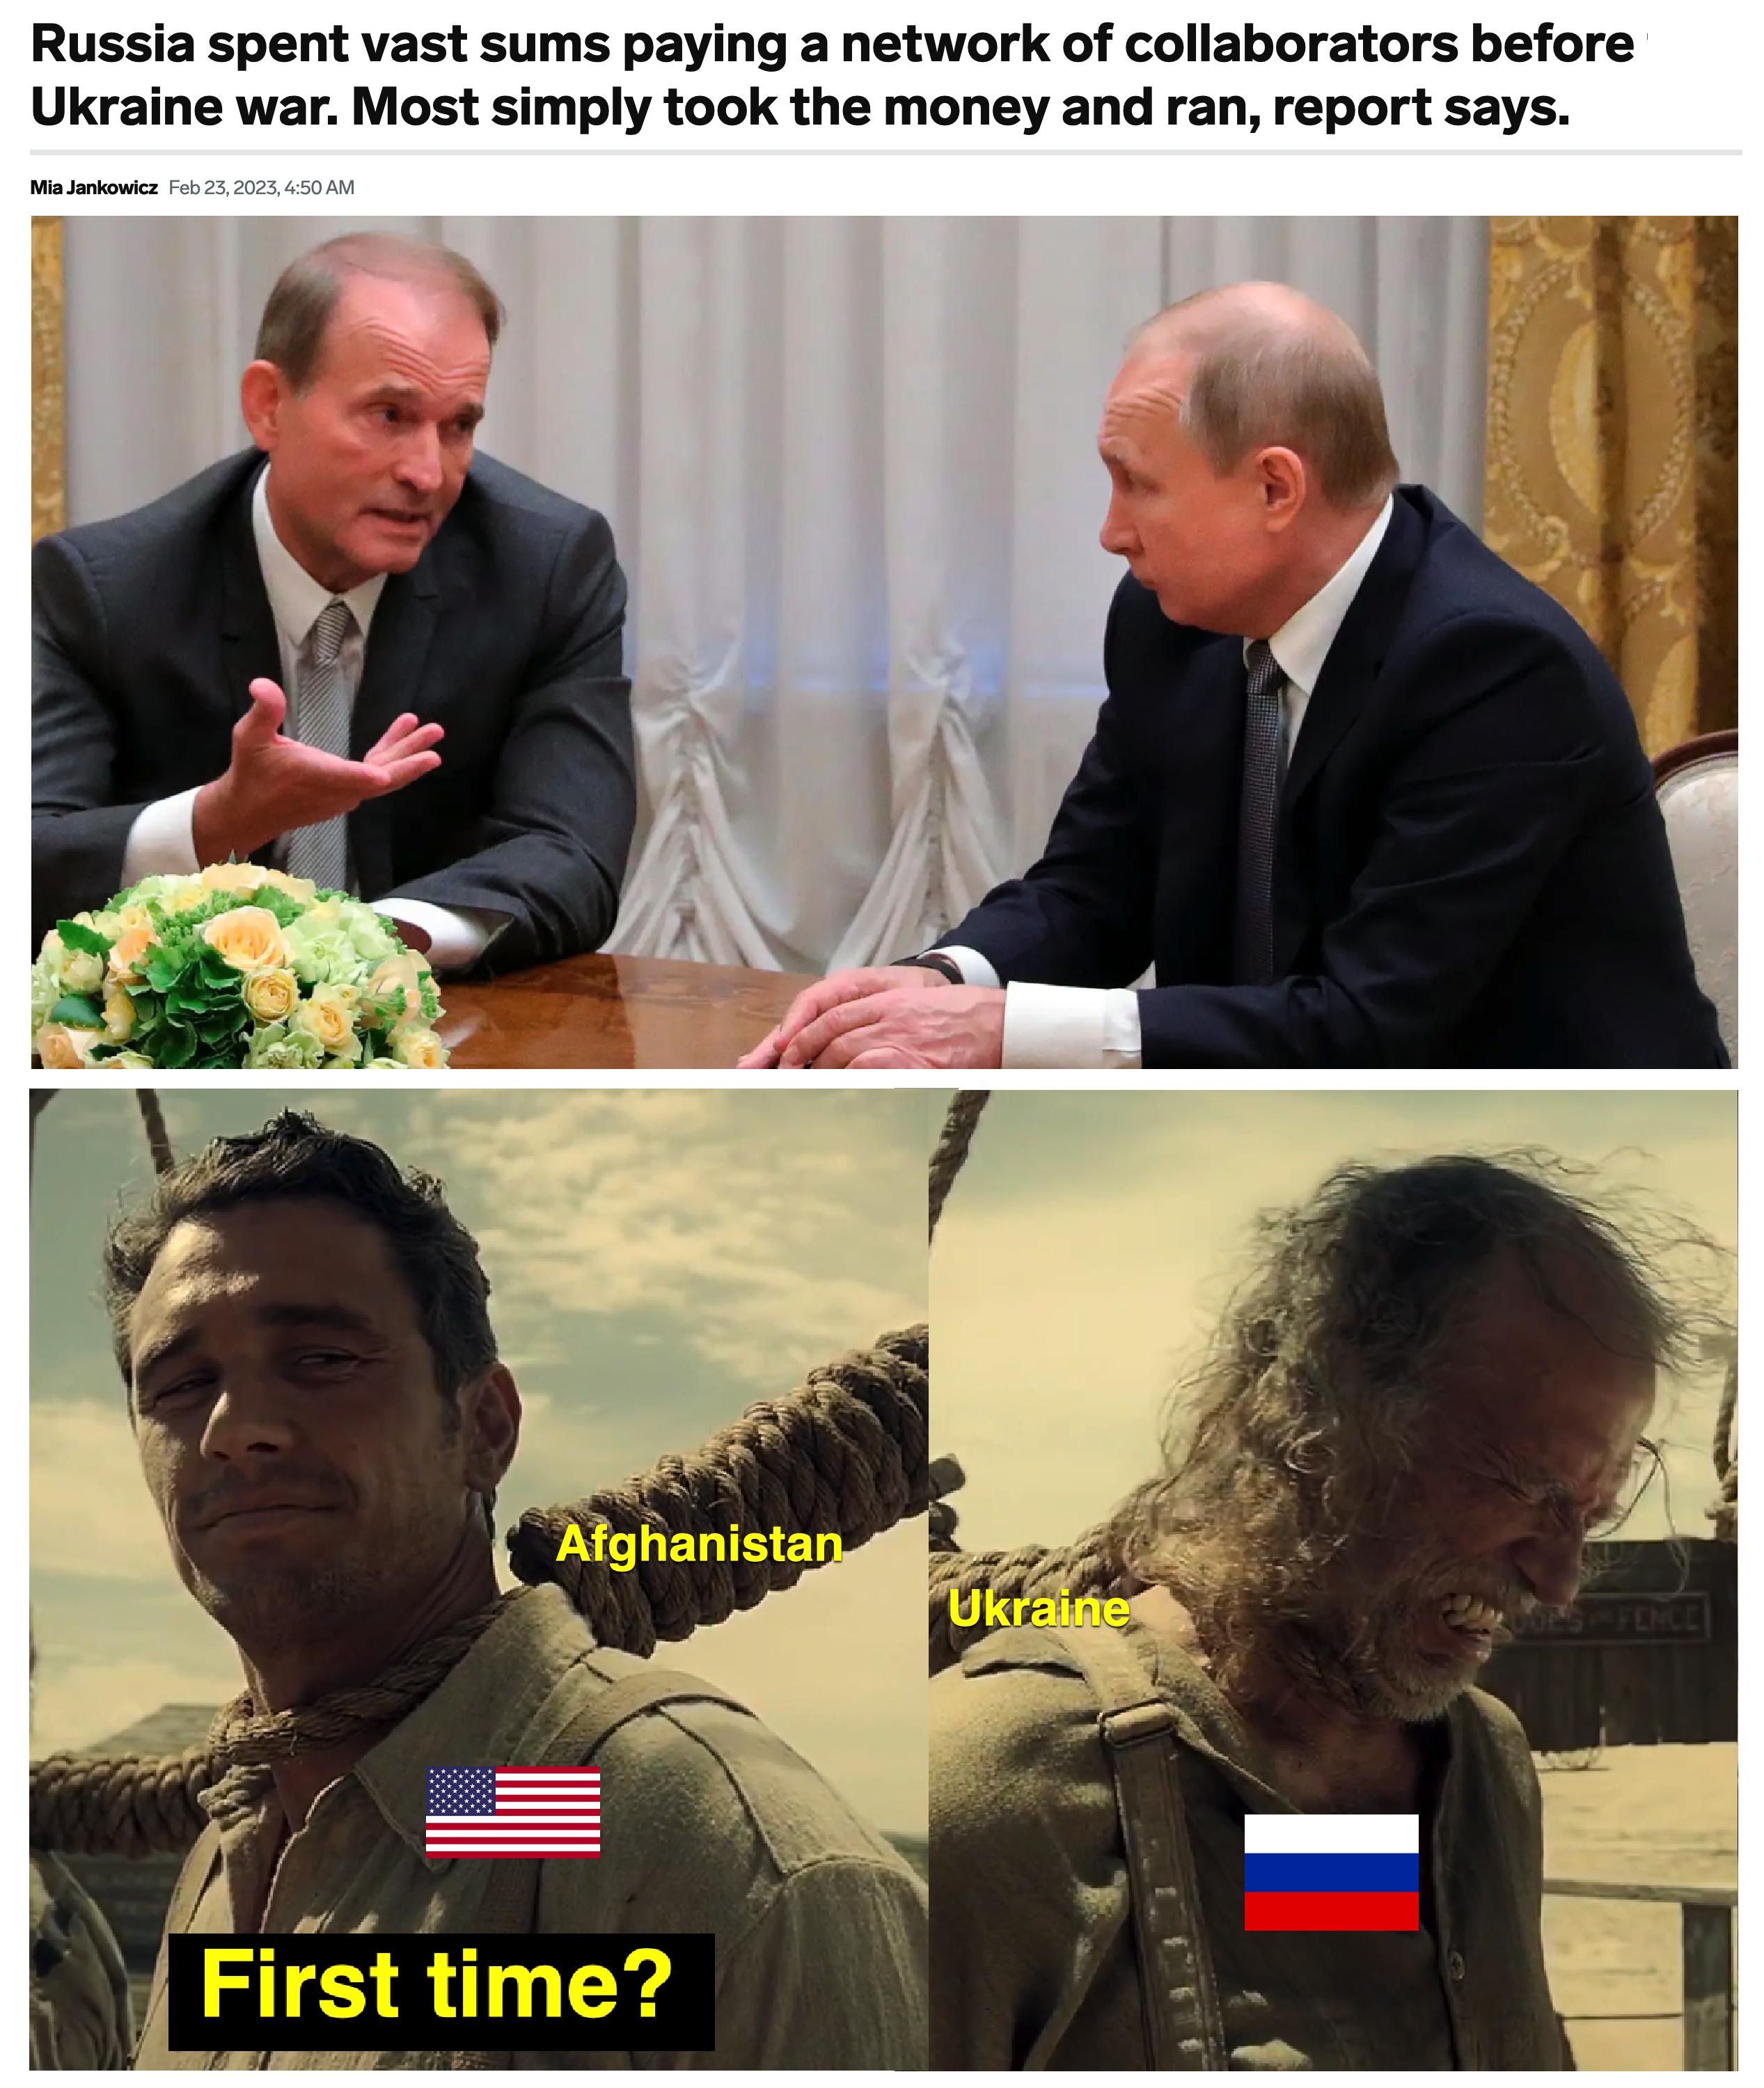 Russia spent vast sums paying a network of collaborators before
Ukraine war. Most simply took the money and ran, report says.
Mia Jankowicz Feb 23, 2023, 4:50 AM
Afghanistan
Ukraine
First time?